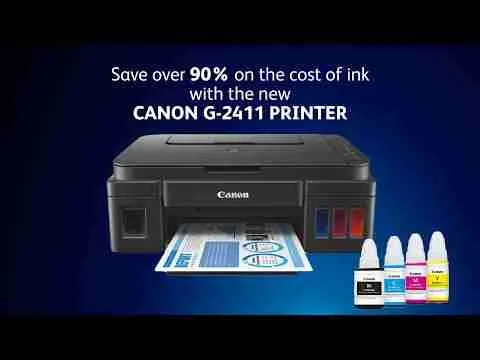 Save over 90% on the cost of ink
with the new
CANON G-2411 PRINTER
Canon